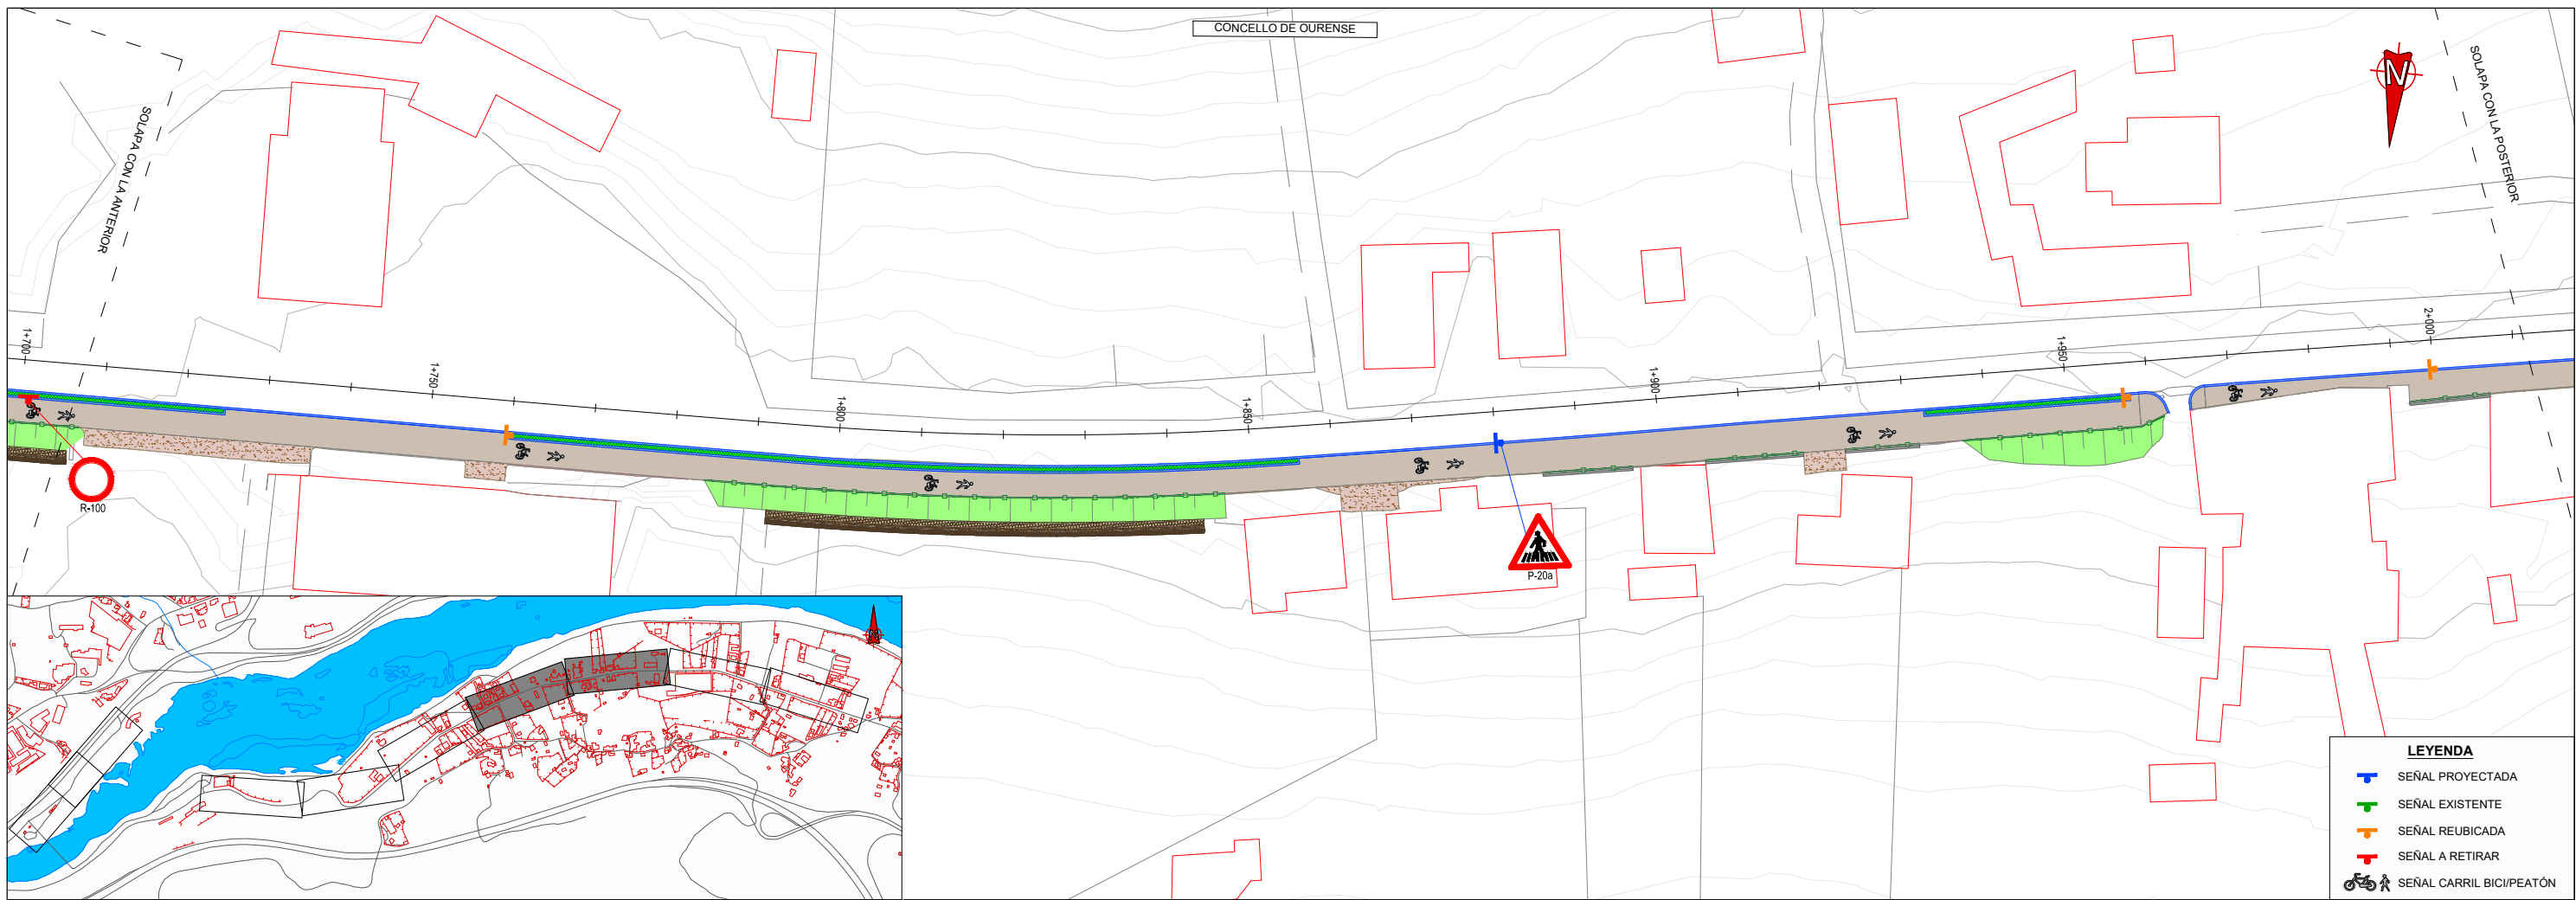 CONCELLO DE OURENSE
SOLAPA CON LA ANTERIOR
SOLAPA CON LA POSTERIOR
N
1+700
1+750
1+800
1+850
1+900
1+950
2+000
R-100
P-20a
LEYENDA
SEÑAL PROYECTADA
SEÑAL EXISTENTE
SEÑAL REUBICADA
SEÑAL A RETIRAR
SEÑAL CARRIL BICI/PEATÓN